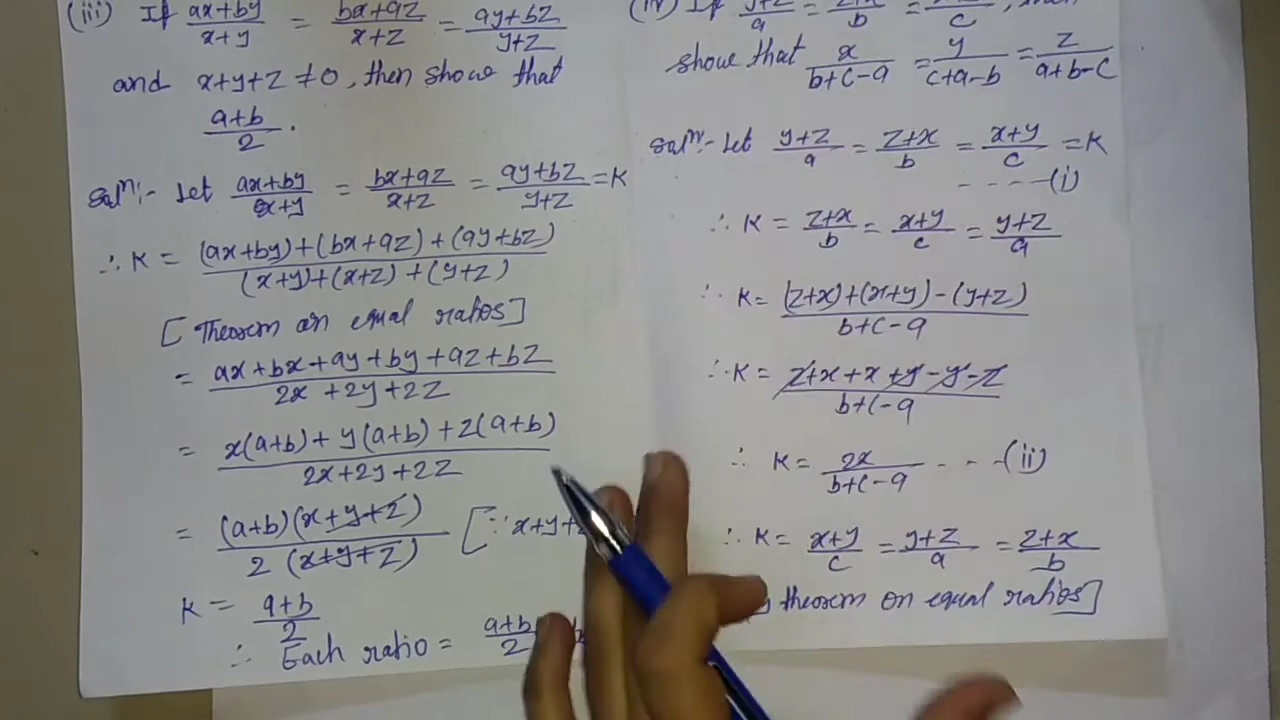 (iii) If (ax+by)/(x+y) = (bx+az)/(x+z) = (ay+bz)/(y+z)
and x+y+z ≠0, then show that
(a+b)/2 .
Solⁿ:- Let (ax+by)/(x+y) = (bx+az)/(x+z) = (ay+bz)/(y+z) = K
∴ K = ((ax+by)+(bx+az)+(ay+bz))/((x+y)+(x+z)+(y+z))
[Theorem on equal ratios]
= (ax+bx+ay+by+az+bz)/(2x+2y+2z)
= (x(a+b)+y(a+b)+z(a+b))/(2x+2y+2z)
= ((a+b)(x+y+z))/(2(x+y+z)) [∵ x+y+
K = (a+b)/2
∴ Each ratio = (a+b)/2
(iv) If (y+z)/a = (z+x)/b = /c , then
show that x/(b+c-a) = y/(c+a-b) = z/(a+b-c)
Solⁿ:- Let (y+z)/a = (z+x)/b = (x+y)/c = K
- - - - (i)
∴ K = (z+x)/b = (x+y)/c = (y+z)/a
∴ K = ((z+x)+(x+y)-(y+z))/(b+c-a)
∴ K = (z+x+x+y-y-z)/(b+c-a)
∴ K = 2x/(b+c-a) - - - (ii)
∴ K = (x+y)/c = (y+z)/a = (z+x)/b
theorem on equal ratios]